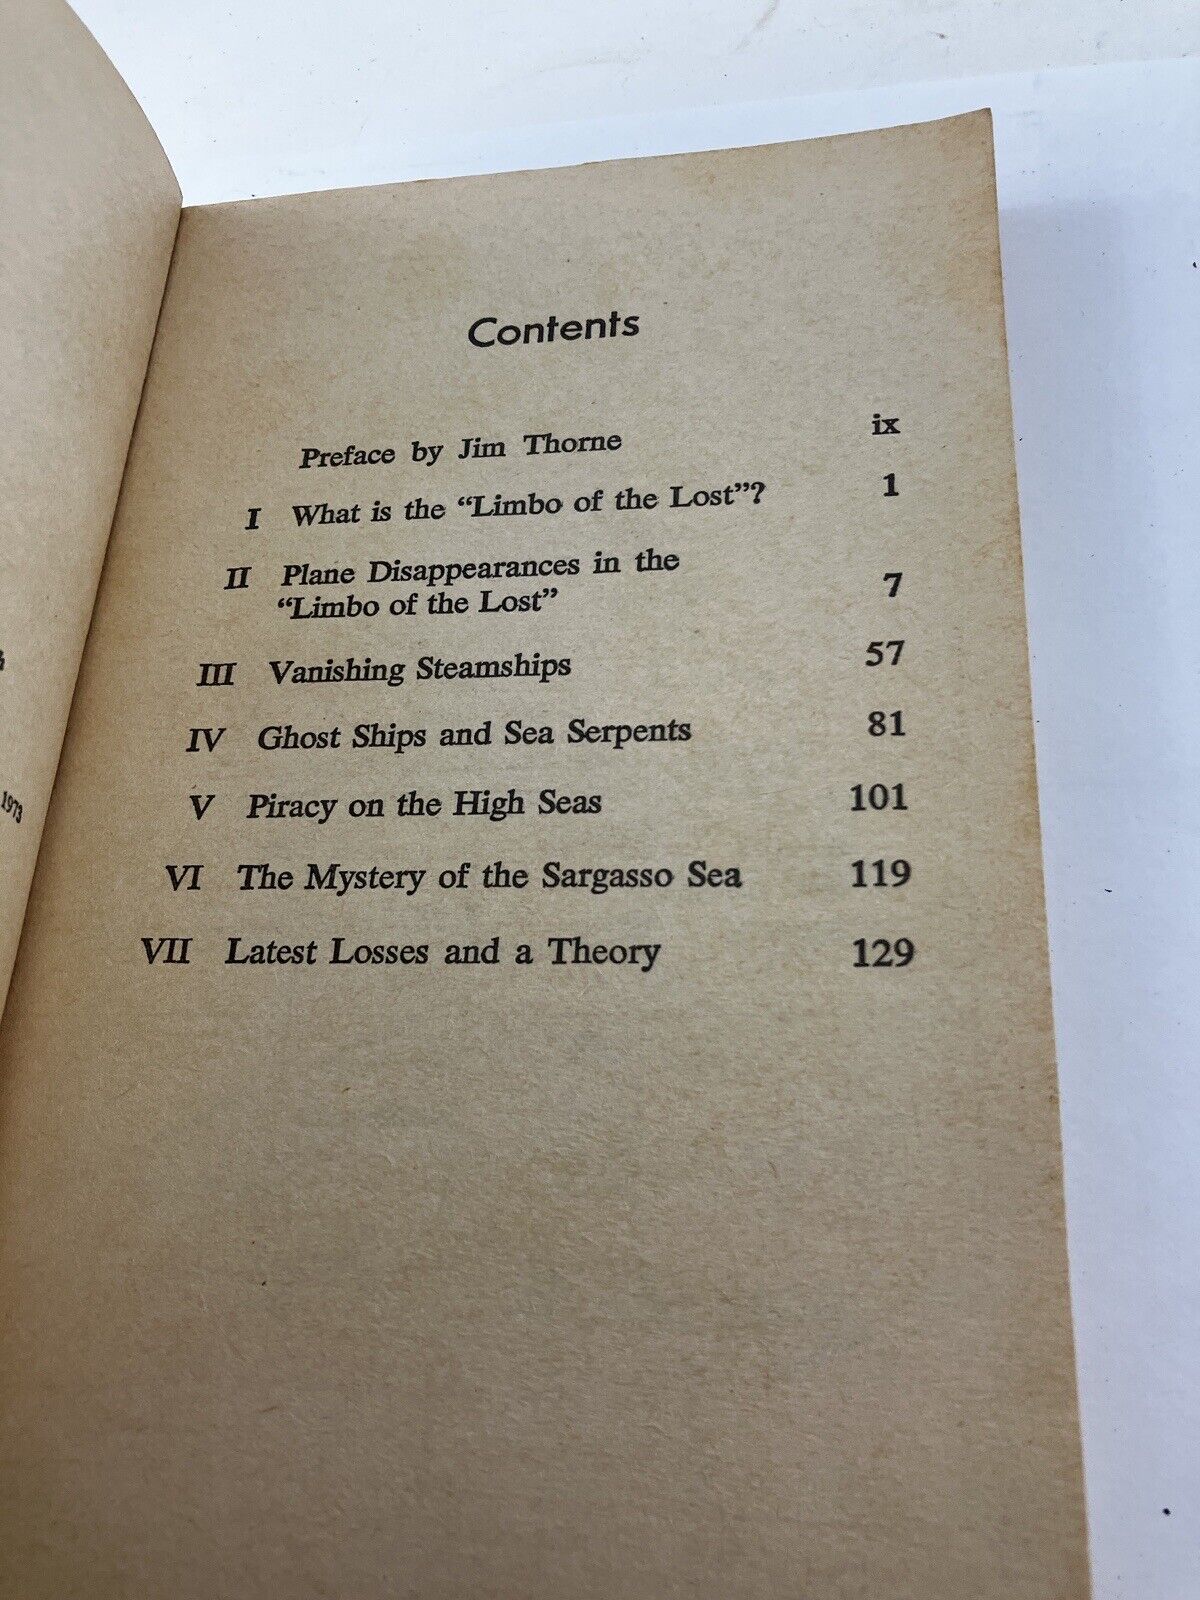 Contents
Preface by Jim Thorne ix
I What is the “Limbo of the Lost”? 1
II Plane Disappearances in the
“Limbo of the Lost” 7
III Vanishing Steamships 57
IV Ghost Ships and Sea Serpents 81
V Piracy on the High Seas 101
VI The Mystery of the Sargasso Sea 119
VII Latest Losses and a Theory 129
1973